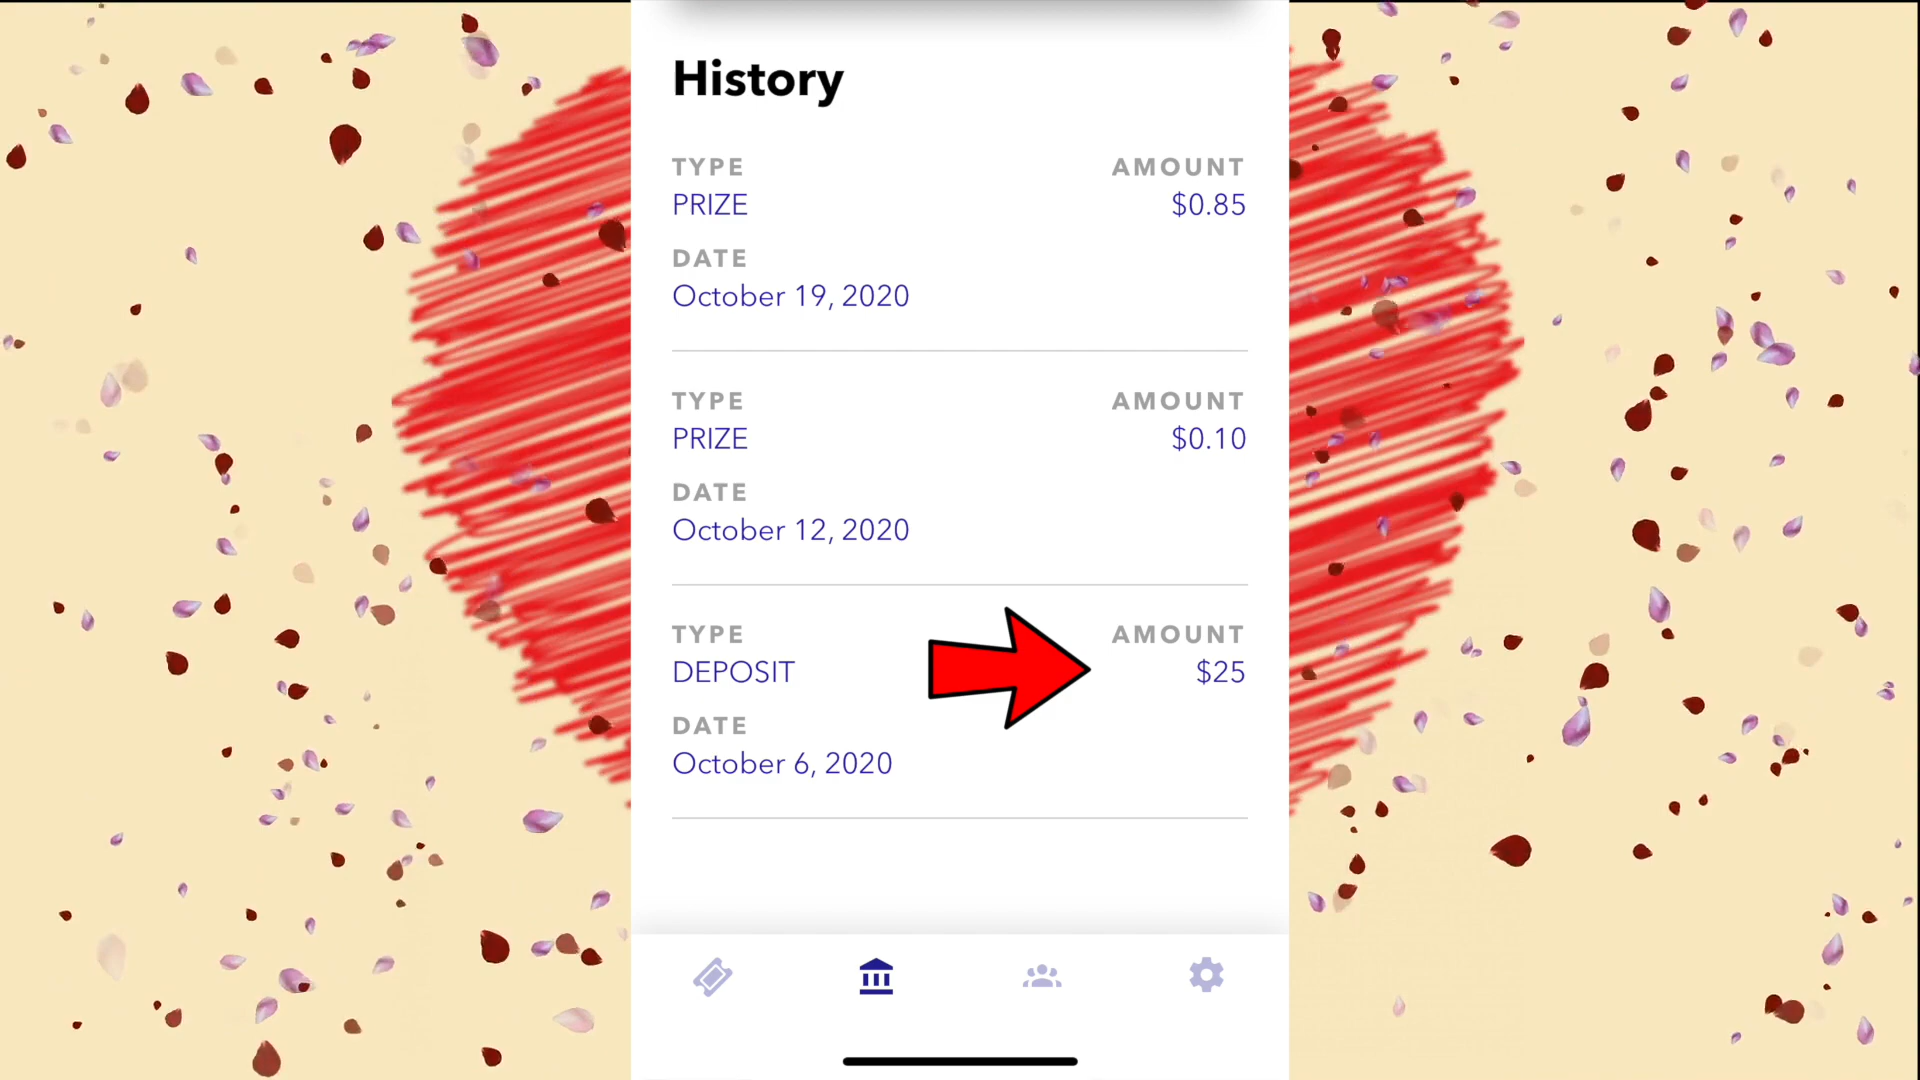 History
TYPE AMOUNT
PRIZE $0.85
DATE
October 19, 2020
TYPE AMOUNT
PRIZE $0.10
DATE
October 12, 2020
TYPE AMOUNT
DEPOSIT $25
DATE
October 6, 2020